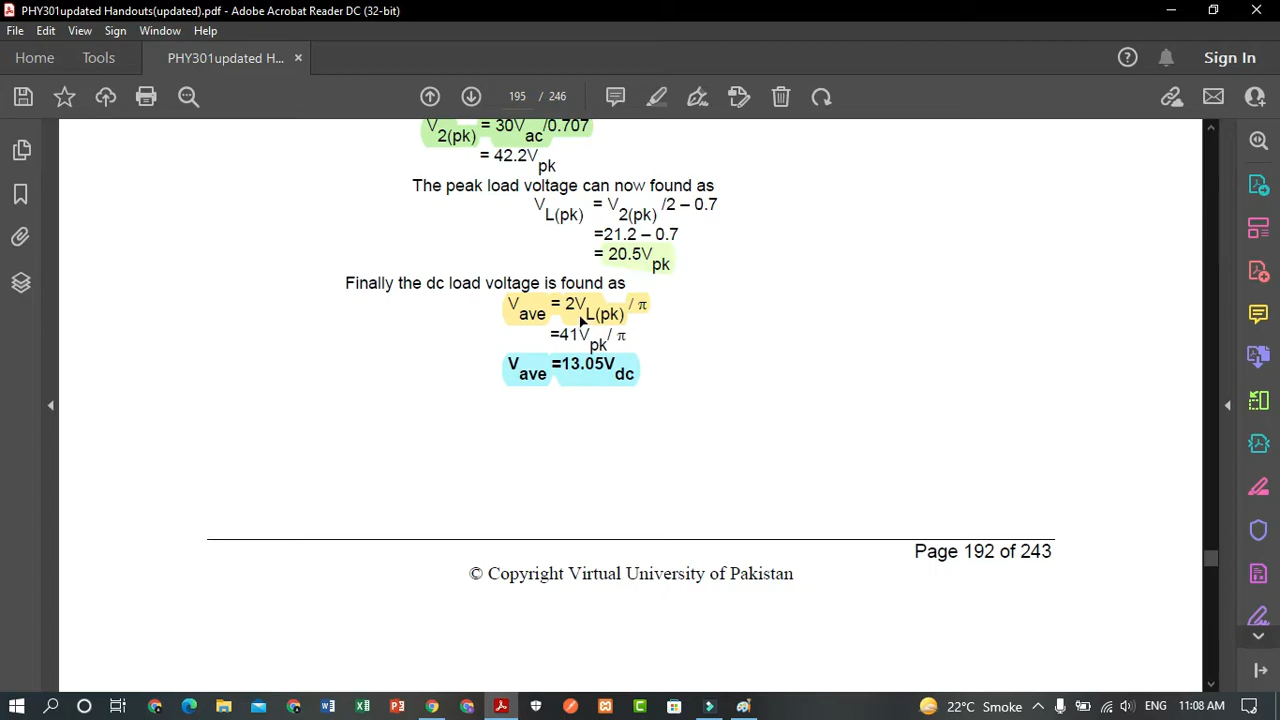 PHY301updated Handouts(updated).pdf - Adobe Acrobat Reader DC (32-bit)
File Edit View Sign Window Help
Home Tools PHY301updated H... × Sign In
195 / 246
V2(pk) = 30Vac/0.707
= 42.2Vpk
The peak load voltage can now found as
VL(pk) = V2(pk) /2 – 0.7
=21.2 – 0.7
= 20.5Vpk
Finally the dc load voltage is found as
Vave = 2VL(pk) / π
=41Vpk/ π
Vave =13.05Vdc
Page 192 of 243
© Copyright Virtual University of Pakistan
22°C Smoke ENG 11:08 AM